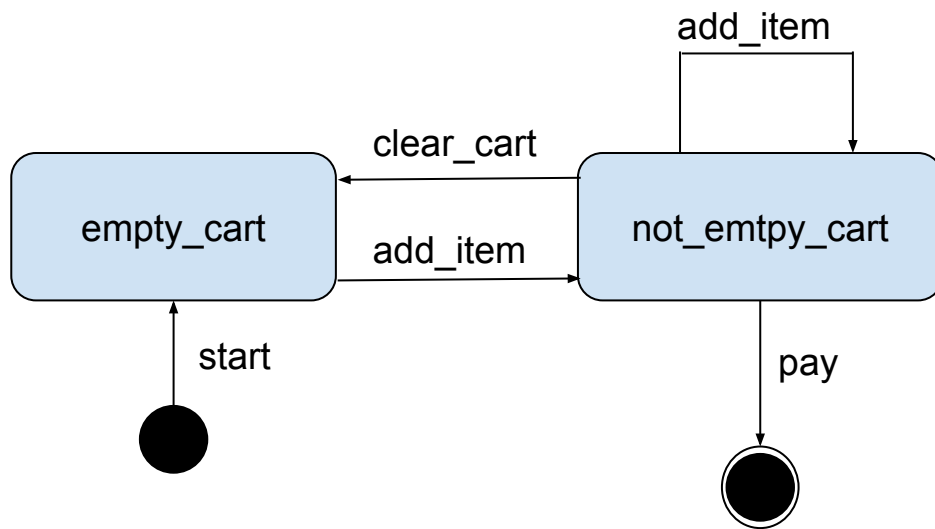 add_item
clear_cart
empty_cart
not_emtpy_cart
add_item
start
pay